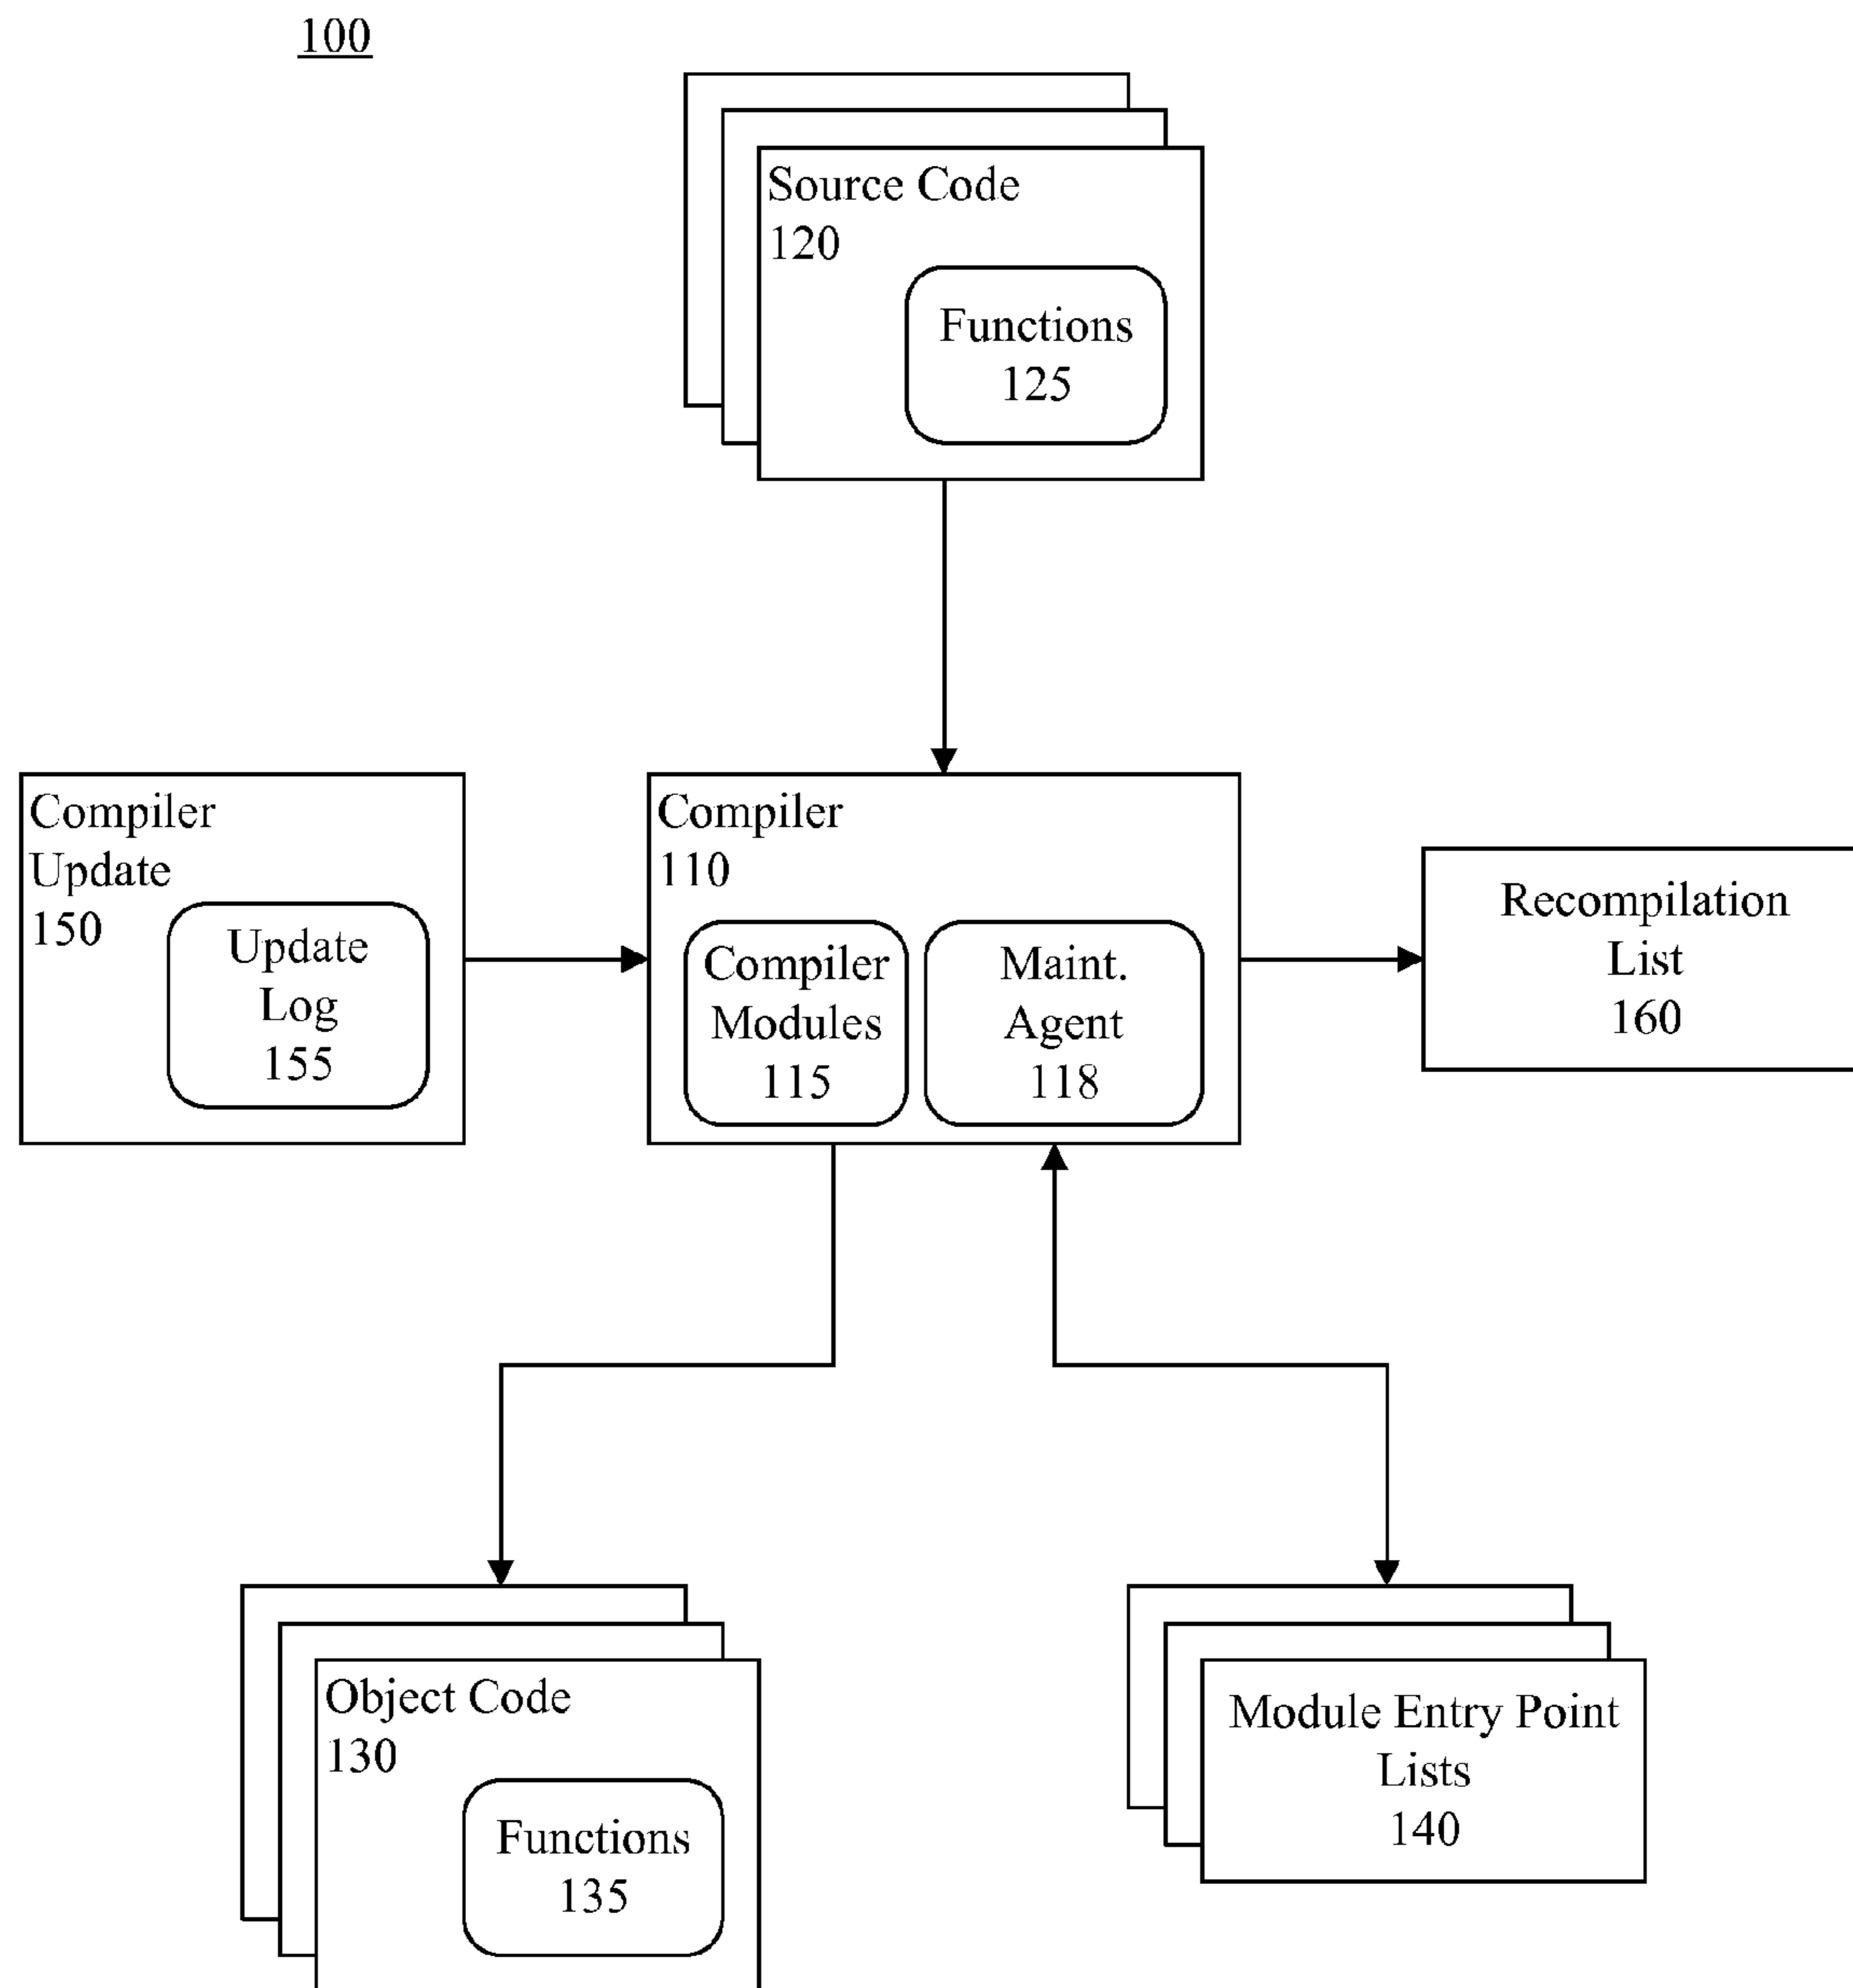 100
Source Code
120
Functions
125
Compiler
Update
150
Update
Log
155
Compiler
110
Compiler
Modules
115
Maint.
Agent
118
Recompilation
List
160
Object Code
130
Functions
135
Module Entry Point
Lists
140